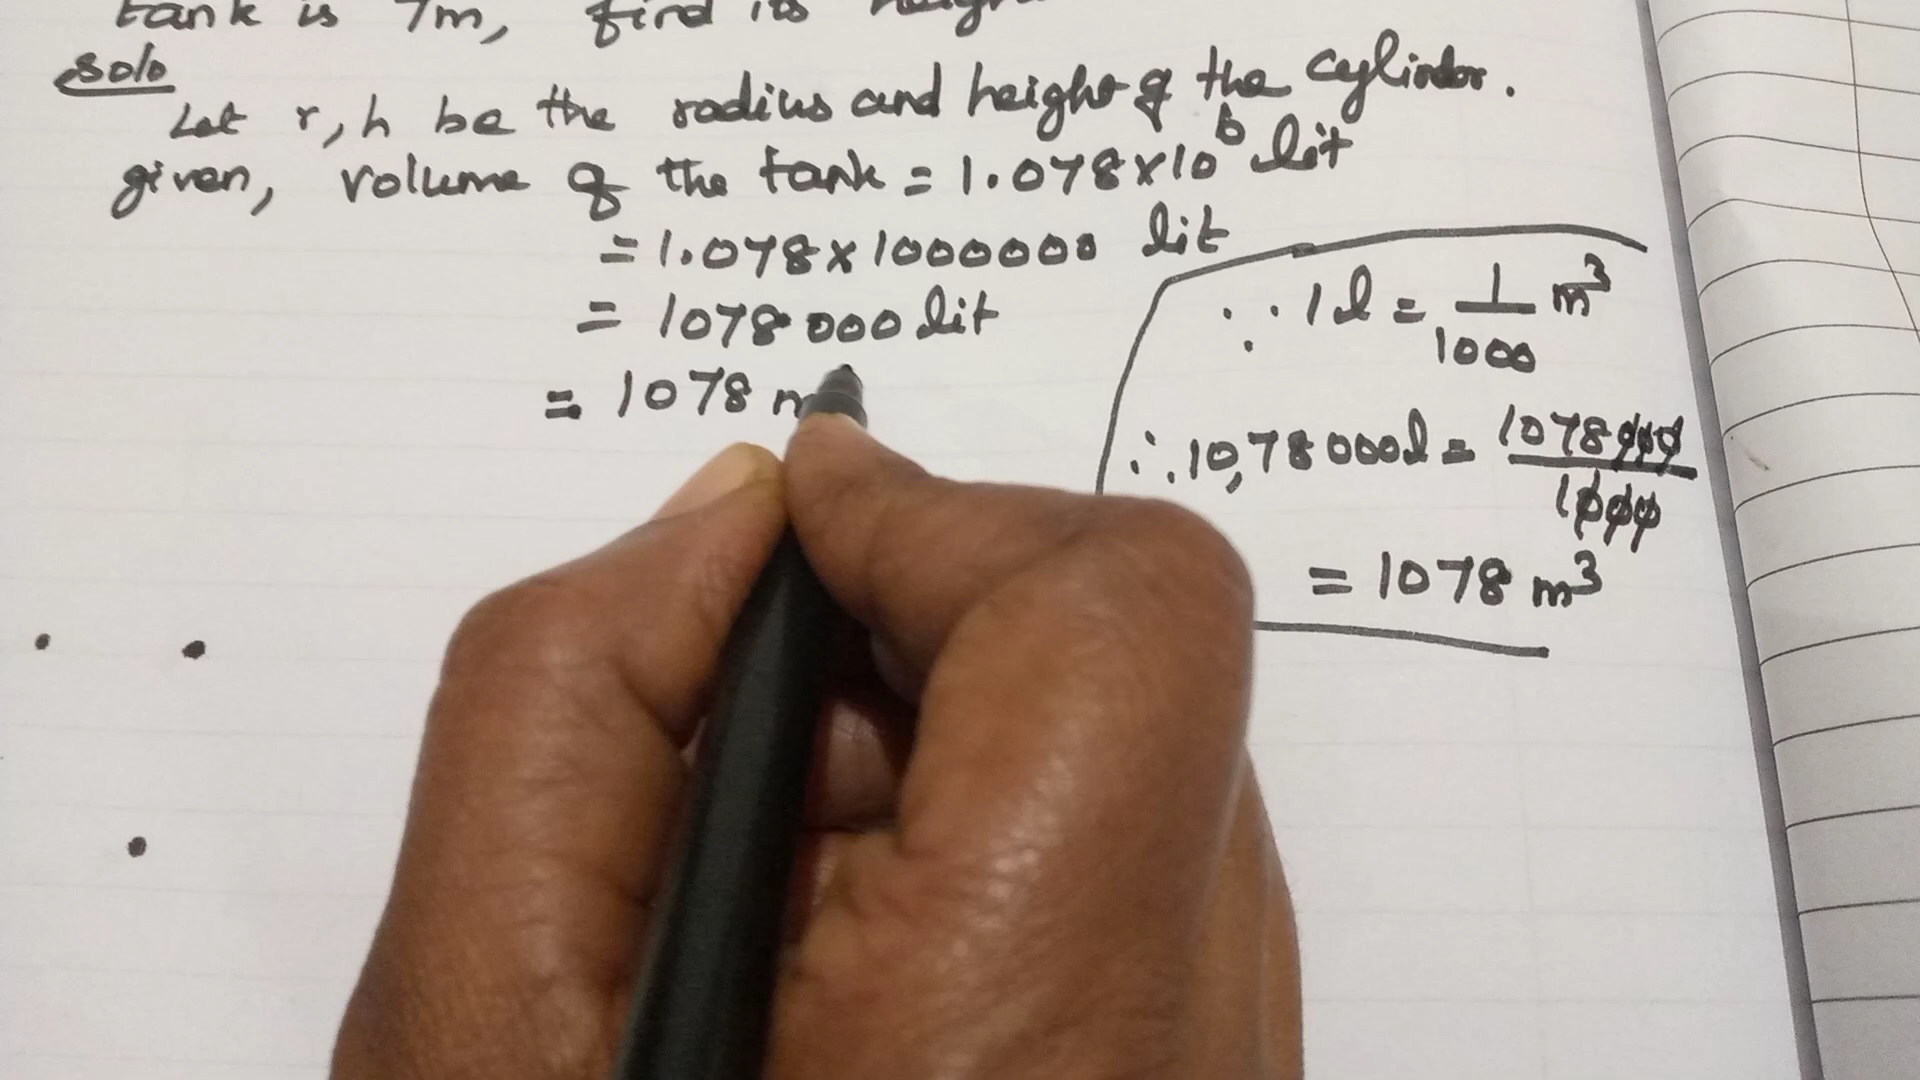 tank is 7m, find its heigh
Solo
Let r, h be the radius and height of the cylinder.
given, volume of the tank = 1.078×10⁶ lit
= 1.078×1000000 lit
= 1078000 lit
= 1078 m
∵ 1l = 1/1000 m³
∴ 10,78000l = 1078000/1000
= 1078 m³